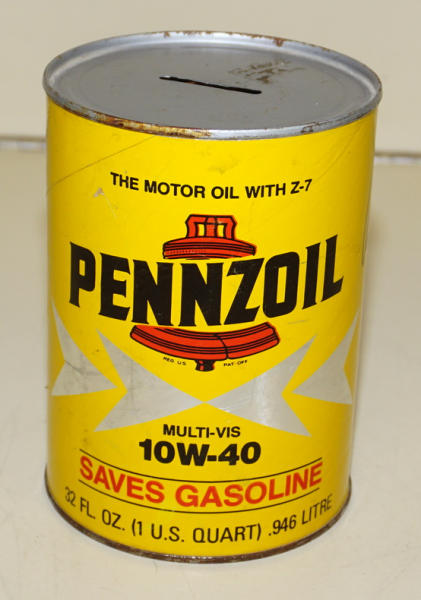 THE MOTOR OIL WITH Z-7
PENNZOIL
REG. U.S. PAT. OFF.
MULTI-VIS
10W-40
SAVES GASOLINE
32 FL. OZ. (1 U.S. QUART) .946 LITRE